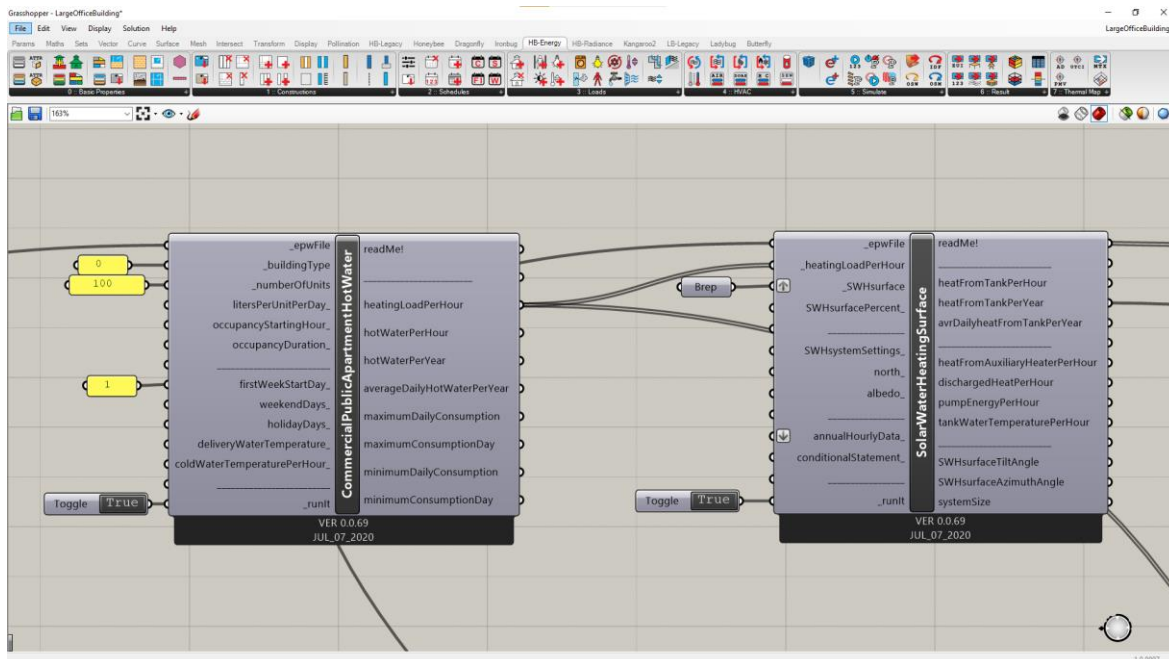 Grasshopper - LargeOfficeBuilding*
File Edit View Display Solution Help
LargeOfficeBuilding
Params Maths Sets Vector Curve Surface Mesh Intersect Transform Display Pollination HB-Legacy Honeybee Dragonfly Ironbug HB-Energy HB-Radiance Kangaroo2 LB-Legacy Ladybug Butterfly
0 :: Basic Properties 1 :: Constructions 2 :: Schedules 3 :: Loads 4 :: HVAC 5 :: Simulate 6 :: Result 7 :: Thermal Map
163%
0
100
1
Toggle True
_epwFile
_buildingType
_numberOfUnits
litersPerUnitPerDay_
occupancyStartingHour_
occupancyDuration_
firstWeekStartDay_
weekendDays_
holidayDays_
deliveryWaterTemperature_
coldWaterTemperaturePerHour_
_runIt
CommercialPublicApartmentHotWater
readMe!
heatingLoadPerHour
hotWaterPerHour
hotWaterPerYear
averageDailyHotWaterPerYear
maximumDailyConsumption
maximumConsumptionDay
minimumDailyConsumption
minimumConsumptionDay
VER 0.0.69
JUL_07_2020
Brep
Toggle True
_epwFile
_heatingLoadPerHour
_SWHsurface
SWHsurfacePercent_
SWHsystemSettings_
north_
albedo_
annualHourlyData_
conditionalStatement_
_runIt
SolarWaterHeatingSurface
readMe!
heatFromTankPerHour
heatFromTankPerYear
avrDailyheatFromTankPerYear
heatFromAuxiliaryHeaterPerHour
dischargedHeatPerHour
pumpEnergyPerHour
tankWaterTemperaturePerHour
SWHsurfaceTiltAngle
SWHsurfaceAzimuthAngle
systemSize
VER 0.0.69
JUL_07_2020